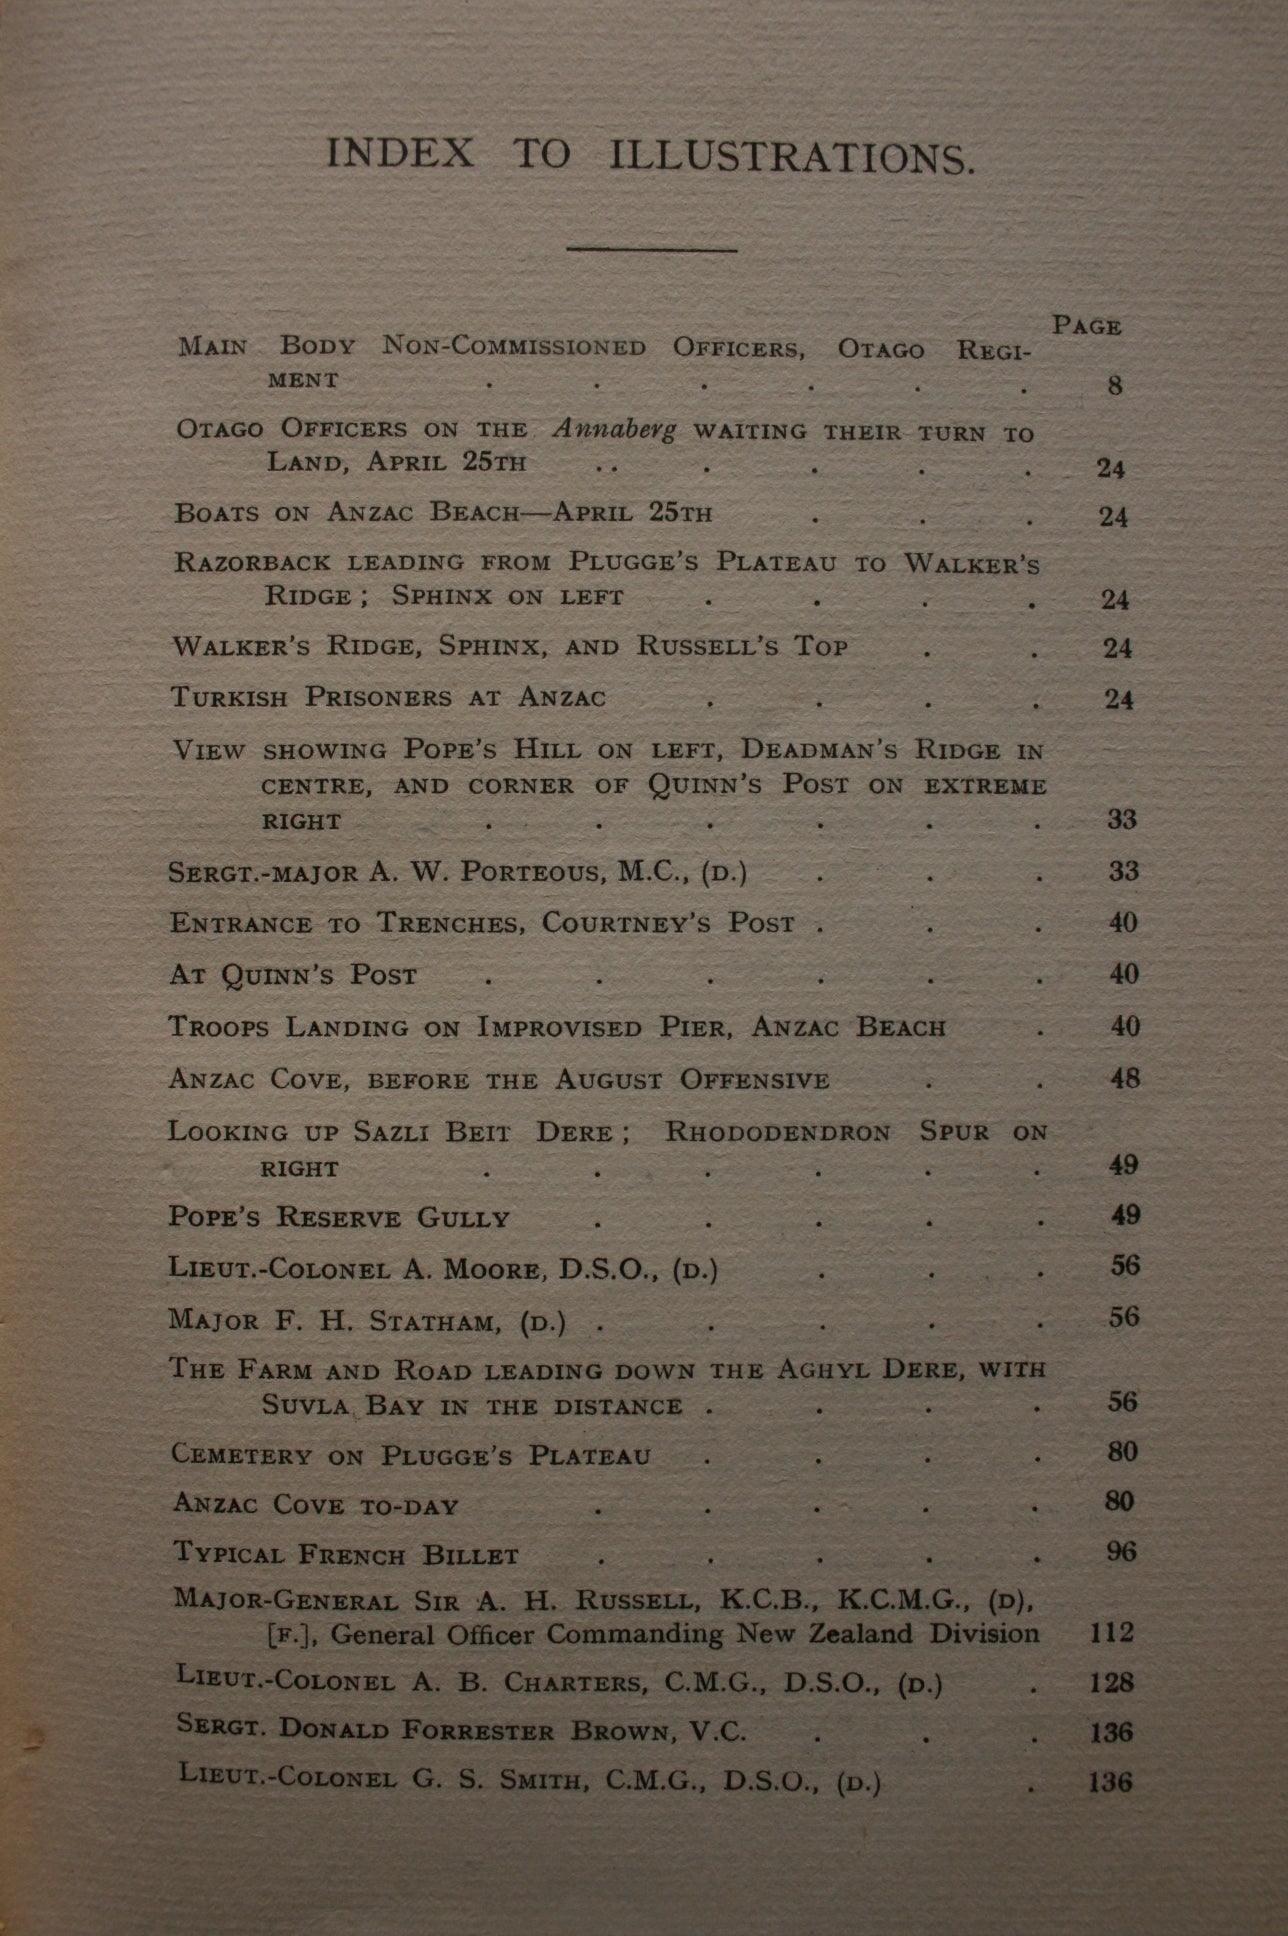 INDEX TO ILLUSTRATIONS.
PAGE
MAIN BODY NON-COMMISSIONED OFFICERS, OTAGO REGI-
MENT . . . . . . 8
OTAGO OFFICERS ON THE Annaberg WAITING THEIR TURN TO
LAND, APRIL 25TH . . . . . . 24
BOATS ON ANZAC BEACH—APRIL 25TH . . . 24
RAZORBACK LEADING FROM PLUGGE'S PLATEAU TO WALKER'S
RIDGE; SPHINX ON LEFT . . . . 24
WALKER'S RIDGE, SPHINX, AND RUSSELL'S TOP . . 24
TURKISH PRISONERS AT ANZAC . . . . 24
VIEW SHOWING POPE'S HILL ON LEFT, DEADMAN'S RIDGE IN
CENTRE, AND CORNER OF QUINN'S POST ON EXTREME
RIGHT . . . . . . 33
SERGT.-MAJOR A. W. PORTEOUS, M.C., (D.) . . . 33
ENTRANCE TO TRENCHES, COURTNEY'S POST . . . 40
AT QUINN'S POST . . . . . . 40
TROOPS LANDING ON IMPROVISED PIER, ANZAC BEACH . 40
ANZAC COVE, BEFORE THE AUGUST OFFENSIVE . . 48
LOOKING UP SAZLI BEIT DERE; RHODODENDRON SPUR ON
RIGHT . . . . . . 49
POPE'S RESERVE GULLY . . . . . 49
LIEUT.-COLONEL A. MOORE, D.S.O., (D.) . . . 56
MAJOR F. H. STATHAM, (D.) . . . . . 56
THE FARM AND ROAD LEADING DOWN THE AGHYL DERE, WITH
SUVLA BAY IN THE DISTANCE . . . . 56
CEMETERY ON PLUGGE'S PLATEAU . . . . 80
ANZAC COVE TO-DAY . . . . . 80
TYPICAL FRENCH BILLET . . . . . 96
MAJOR-GENERAL SIR A. H. RUSSELL, K.C.B., K.C.M.G., (D),
[F.], General Officer Commanding New Zealand Division 112
LIEUT.-COLONEL A. B. CHARTERS, C.M.G., D.S.O., (D.) . 128
SERGT. DONALD FORRESTER BROWN, V.C. . . . 136
LIEUT.-COLONEL G. S. SMITH, C.M.G., D.S.O., (D.) . 136